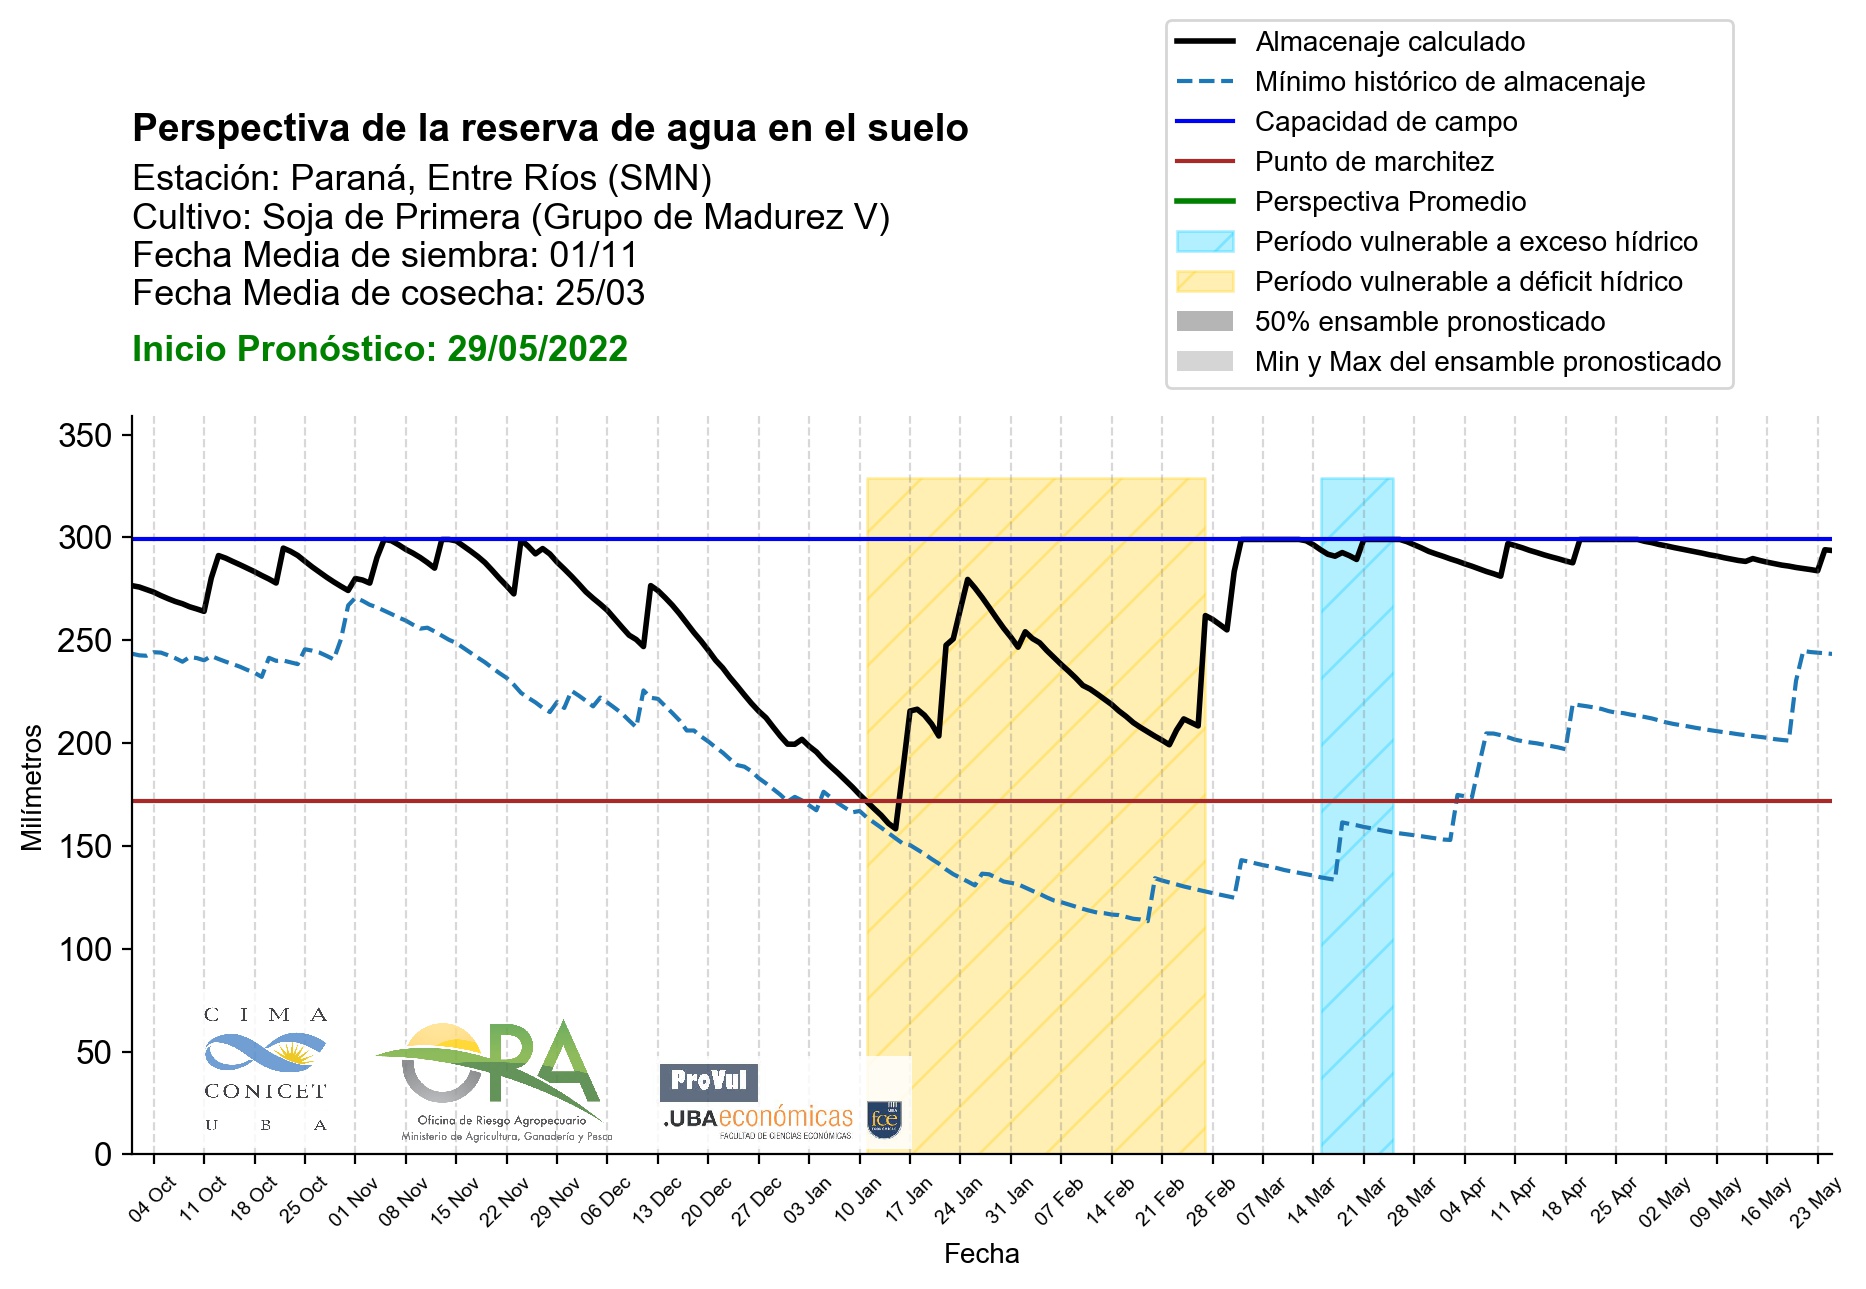 Almacenaje calculado
Mínimo histórico de almacenaje
Capacidad de campo
Punto de marchitez
Perspectiva Promedio
Período vulnerable a exceso hídrico
Período vulnerable a déficit hídrico
50% ensamble pronosticado
Min y Max del ensamble pronosticado
Perspectiva de la reserva de agua en el suelo
Estación: Paraná, Entre Ríos (SMN)
Cultivo: Soja de Primera (Grupo de Madurez V)
Fecha Media de siembra: 01/11
Fecha Media de cosecha: 25/03
Inicio Pronóstico: 29/05/2022
350
300
250
200
150
100
50
0
Milímetros
CIMA
CONICET
UBA
ORA
Oficina de Riesgo Agropecuario
Ministerio de Agricultura, Ganadería y Pesca
ProVul
.UBAeconómicas
FACULTAD DE CIENCIAS ECONÓMICAS
UBA
fce
ECONÓMICAS
04 Oct
11 Oct
18 Oct
25 Oct
01 Nov
08 Nov
15 Nov
22 Nov
29 Nov
06 Dec
13 Dec
20 Dec
27 Dec
03 Jan
10 Jan
17 Jan
24 Jan
31 Jan
07 Feb
14 Feb
21 Feb
28 Feb
07 Mar
14 Mar
21 Mar
28 Mar
04 Apr
11 Apr
18 Apr
25 Apr
02 May
09 May
16 May
23 May
Fecha